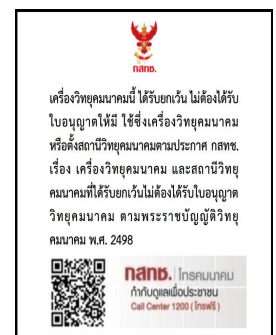 กสทช.
เครื่องวิทยุคมนาคมนี้ ได้รับยกเว้น ไม่ต้องได้รับ
ใบอนุญาตให้มี ใช้ซึ่งเครื่องวิทยุคมนาคม
หรือตั้งสถานีวิทยุคมนาคมตามประกาศ กสทช.
เรื่อง เครื่องวิทยุคมนาคม และสถานีวิทยุ
คมนาคมที่ได้รับยกเว้นไม่ต้องได้รับใบอนุญาต
วิทยุคมนาคม ตามพระราชบัญญัติวิทยุ
คมนาคม พ.ศ. 2498
กสทช. โทรคมนาคม
กำกับดูแลเพื่อประชาชน
Call Center 1200 ( โทรฟรี )